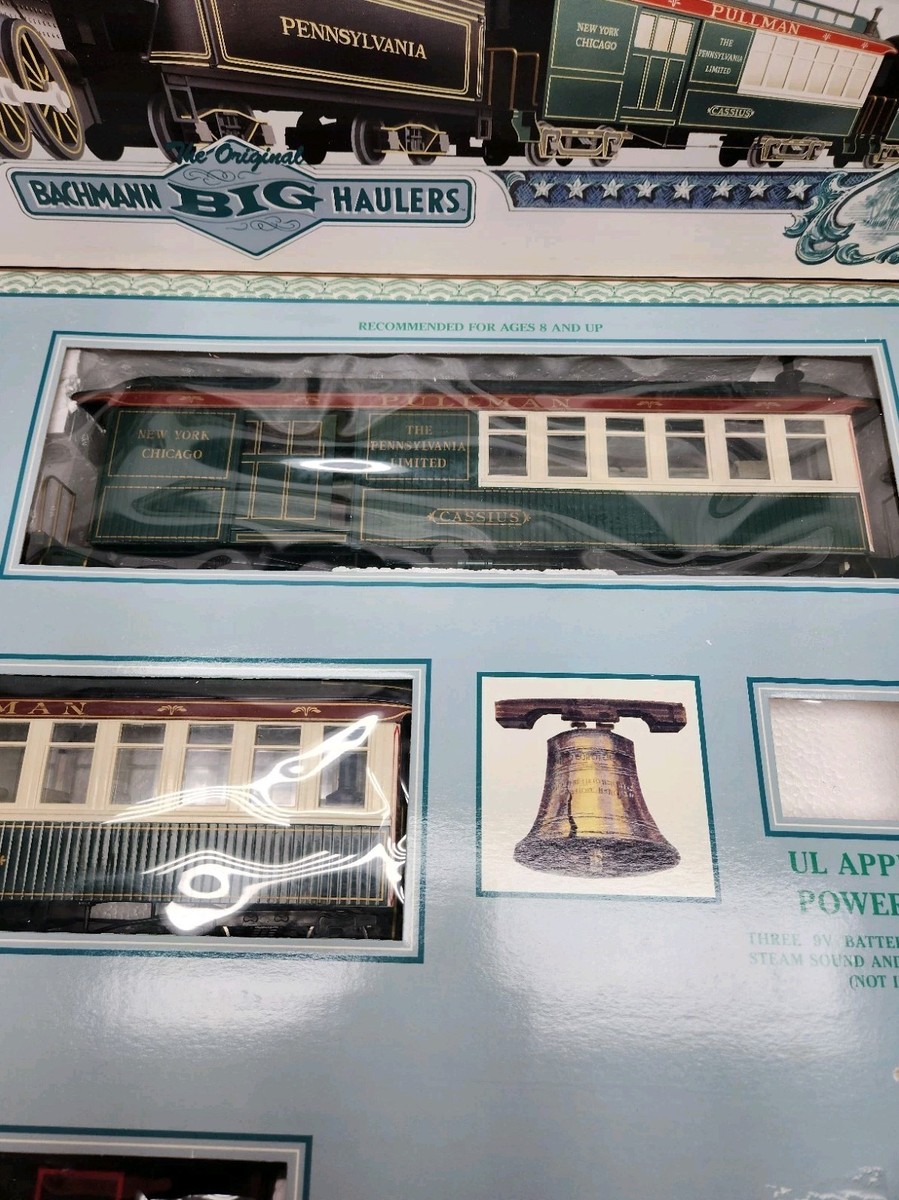 PENNSYLVANIA
PULLMAN
NEW YORK
CHICAGO
THE
PENNSYLVANIA
LIMITED
CASSIUS
The Original
BACHMANN BIG HAULERS
RECOMMENDED FOR AGES 8 AND UP
PULLMAN
NEW YORK
CHICAGO
THE
PENNSYLVANIA
LIMITED
CASSIUS
MAN
UL APP
POWER
THREE 9V BATTE
STEAM SOUND AND
(NOT I